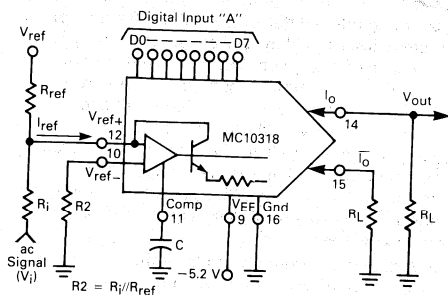 Digital Input "A"
D0 D7
Vref
Rref
Iref
Vref+
12
10
Vref-
MC10318
Io
14
Vout
Io
15
Ri
R2
Comp
11
C
VEE
9
Gnd
16
RL
RL
ac
Signal
(Vi)
-5.2 V
R2 = Ri//Rref